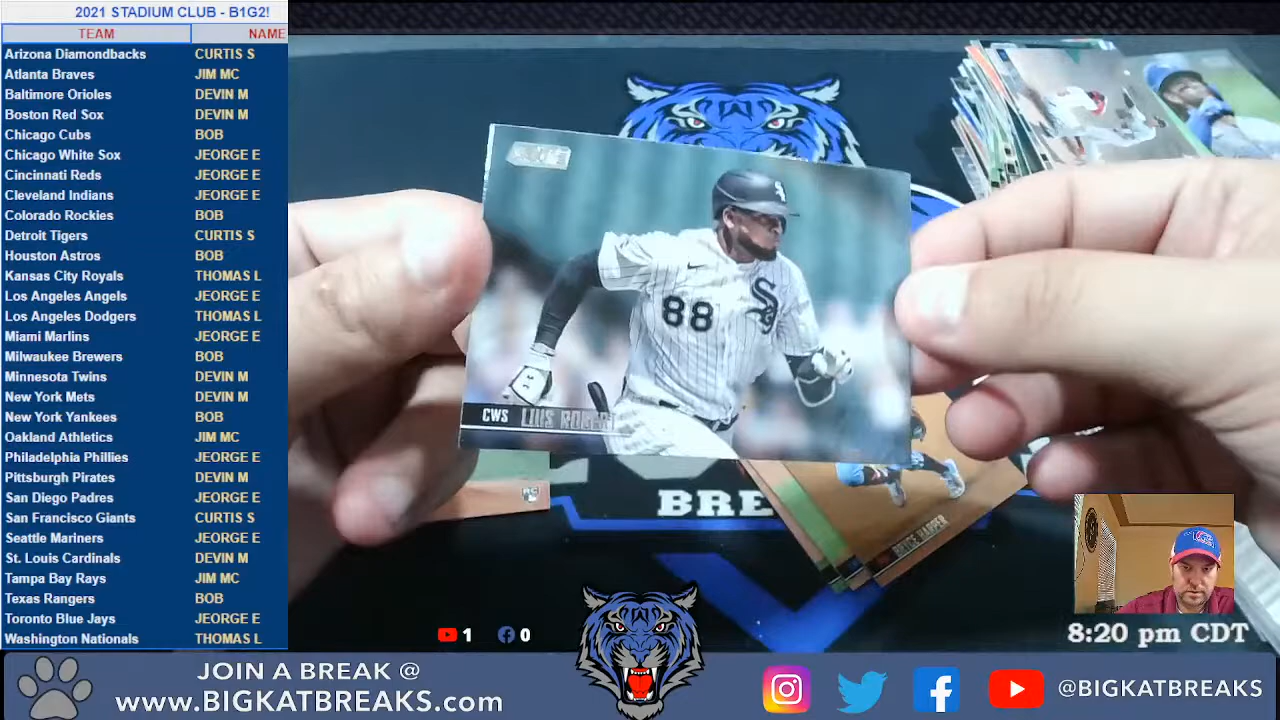 2021 STADIUM CLUB - B1G2!
TEAM NAME
Arizona Diamondbacks CURTIS S
Atlanta Braves JIM MC
Baltimore Orioles DEVIN M
Boston Red Sox DEVIN M
Chicago Cubs BOB
Chicago White Sox JEORGE E
Cincinnati Reds JEORGE E
Cleveland Indians JEORGE E
Colorado Rockies BOB
Detroit Tigers CURTIS S
Houston Astros BOB
Kansas City Royals THOMAS L
Los Angeles Angels JEORGE E
Los Angeles Dodgers THOMAS L
Miami Marlins JEORGE E
Milwaukee Brewers BOB
Minnesota Twins DEVIN M
New York Mets DEVIN M
New York Yankees BOB
Oakland Athletics JIM MC
Philadelphia Phillies JEORGE E
Pittsburgh Pirates DEVIN M
San Diego Padres JEORGE E
San Francisco Giants CURTIS S
Seattle Mariners JEORGE E
St. Louis Cardinals DEVIN M
Tampa Bay Rays JIM MC
Texas Rangers BOB
Toronto Blue Jays JEORGE E
Washington Nationals THOMAS L
88
CWS LUIS ROBERT
BRE
BRYCE HARPER
1 0
8:20 pm CDT
JOIN A BREAK @
www.BIGKATBREAKS.com
@BIGKATBREAKS